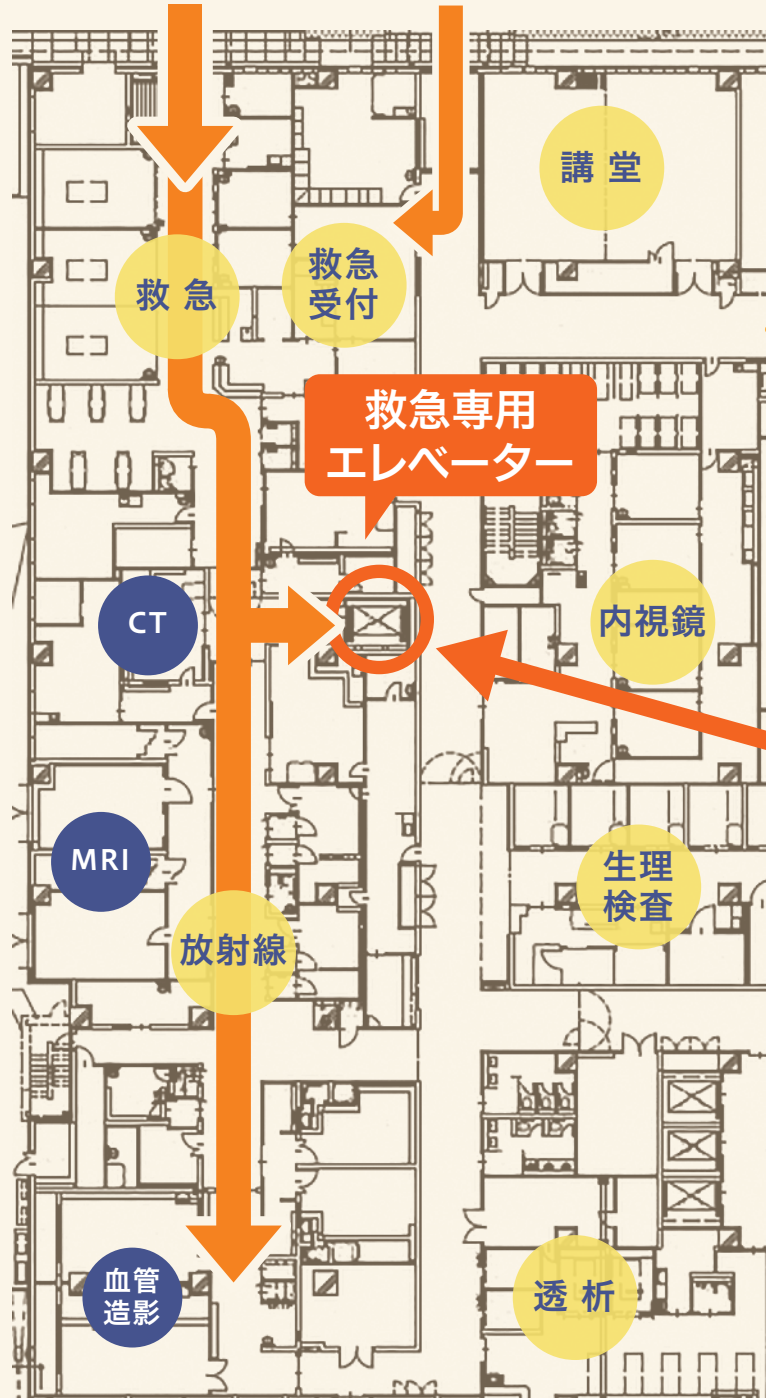 講堂
救急
救急
受付
救急専用
エレベーター
CT
内視鏡
MRI
生理
検査
放射線
血管
造影
透析